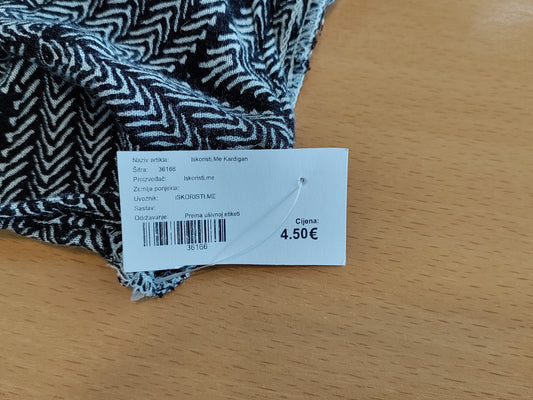 Naziv artikla: Iskoristi.Me Kardigan
Šifra: 36166
Proizvođač: Iskoristi.me
Zemlja porijekla:
Uvoznik: ISKORISTI.ME
Sastav:
Održavanje: Prema ušivnoj etiketi
36166
Cijena:
4.50€